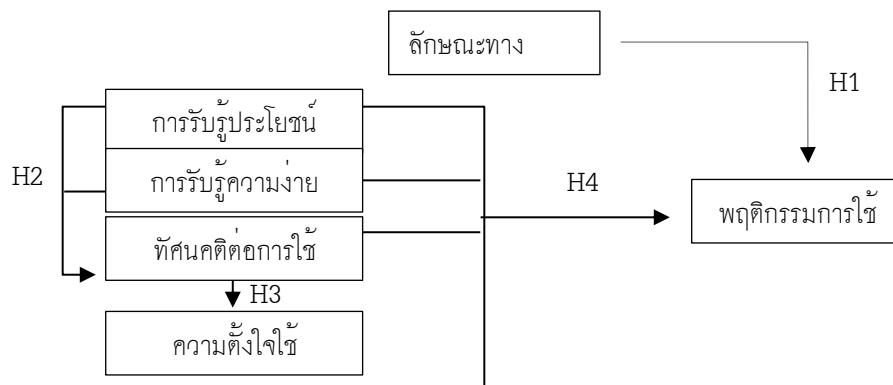 ลักษณะทาง
H1
การรับรู้ประโยชน์
H2
การรับรู้ความง่าย
H4
พฤติกรรมการใช้
ทัศนคติต่อการใช้
H3
ความตั้งใจใช้